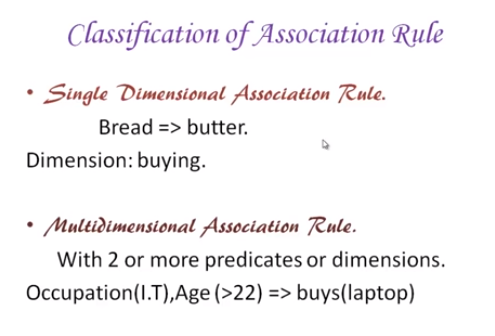 Classification of Association Rule
• Single Dimensional Association Rule.
Bread => butter.
Dimension: buying.
• Multidimensional Association Rule.
With 2 or more predicates or dimensions.
Occupation(I.T),Age (>22) => buys(laptop)